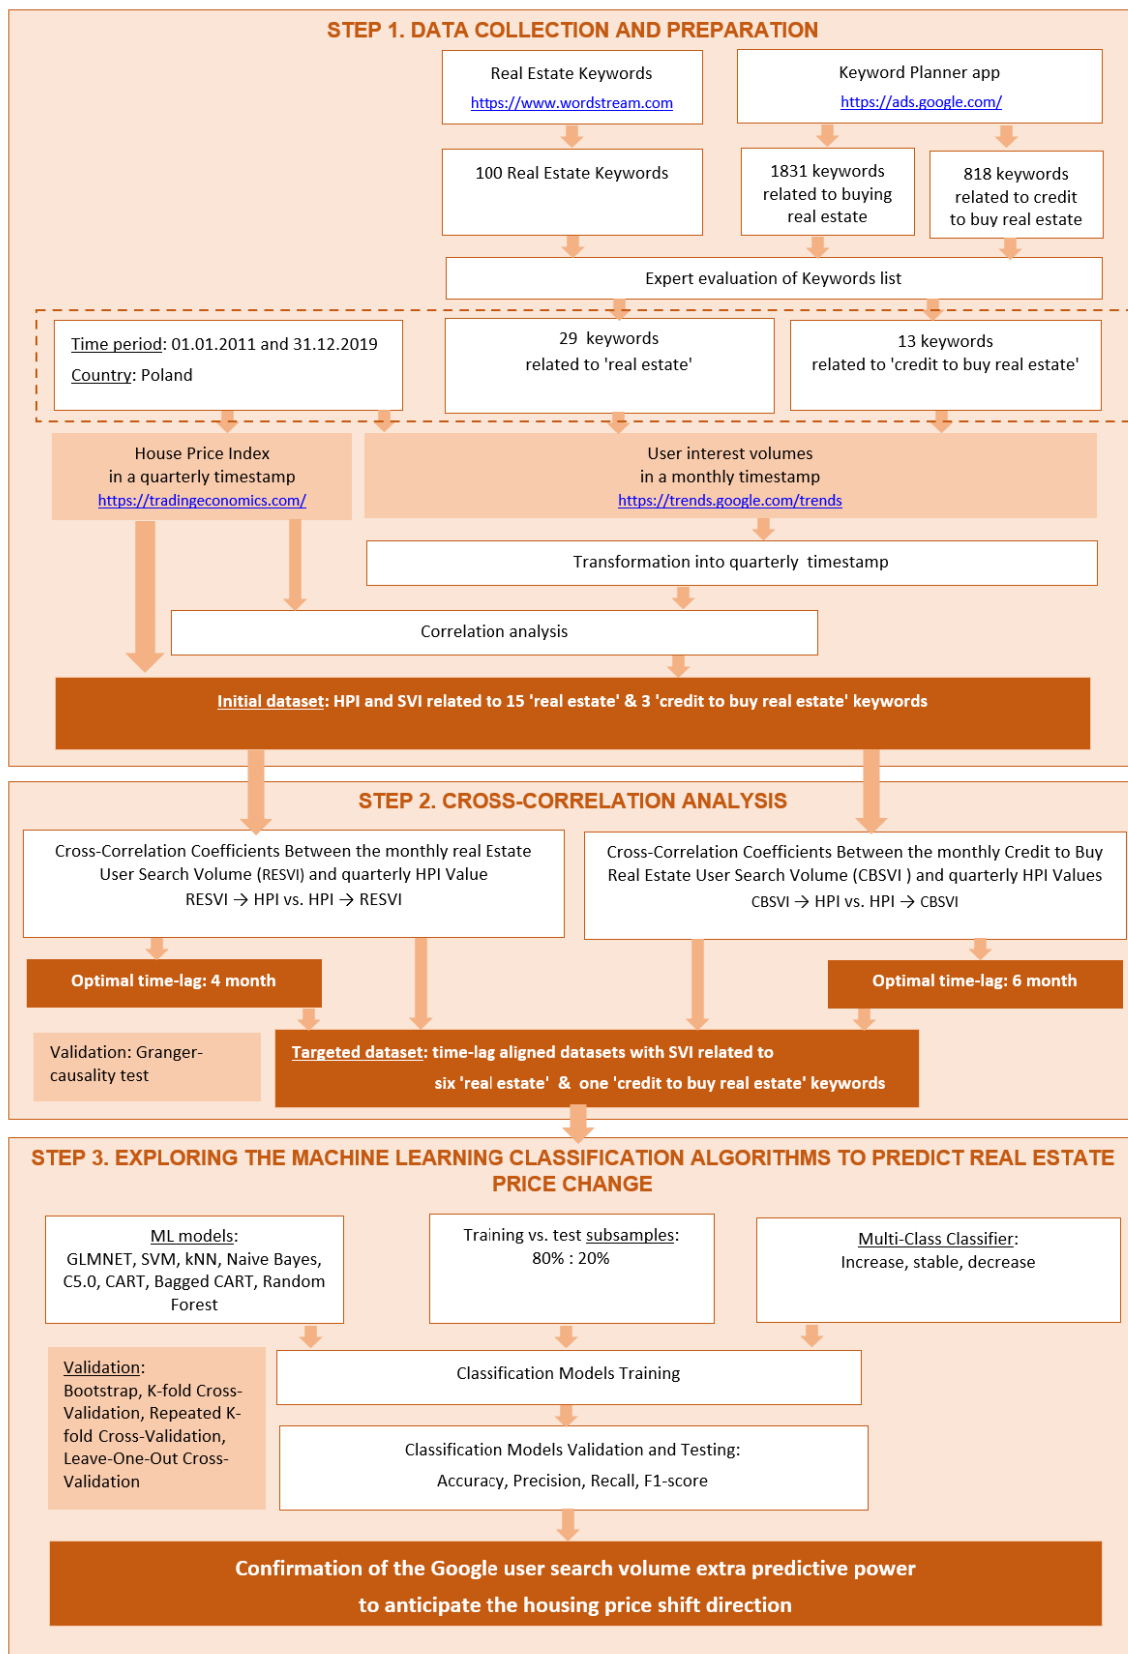 STEP 1. DATA COLLECTION AND PREPARATION
Real Estate Keywords
https://www.wordstream.com
Keyword Planner app
https://ads.google.com/
100 Real Estate Keywords
1831 keywords
related to buying
real estate
818 keywords
related to credit
to buy real estate
Expert evaluation of Keywords list
Time period: 01.01.2011 and 31.12.2019
Country: Poland
29 keywords
related to 'real estate'
13 keywords
related to 'credit to buy real estate'
House Price Index
in a quarterly timestamp
https://tradingeconomics.com/
User interest volumes
in a monthly timestamp
https://trends.google.com/trends
Transformation into quarterly timestamp
Correlation analysis
Initial dataset: HPI and SVI related to 15 'real estate' & 3 'credit to buy real estate' keywords
STEP 2. CROSS-CORRELATION ANALYSIS
Cross-Correlation Coefficients Between the monthly real Estate
User Search Volume (RESVI) and quarterly HPI Value
RESVI → HPI vs. HPI → RESVI
Cross-Correlation Coefficients Between the monthly Credit to Buy
Real Estate User Search Volume (CBSVI ) and quarterly HPI Values
CBSVI → HPI vs. HPI → CBSVI
Optimal time-lag: 4 month
Optimal time-lag: 6 month
Validation: Granger-
causality test
Targeted dataset: time-lag aligned datasets with SVI related to
six 'real estate' & one 'credit to buy real estate' keywords
STEP 3. EXPLORING THE MACHINE LEARNING CLASSIFICATION ALGORITHMS TO PREDICT REAL ESTATE
PRICE CHANGE
ML models:
GLMNET, SVM, kNN, Naive Bayes,
C5.0, CART, Bagged CART, Random
Forest
Training vs. test subsamples:
80% : 20%
Multi-Class Classifier:
Increase, stable, decrease
Validation:
Bootstrap, K-fold Cross-
Validation, Repeated K-
fold Cross-Validation,
Leave-One-Out Cross-
Validation
Classification Models Training
Classification Models Validation and Testing:
Accuracy, Precision, Recall, F1-score
Confirmation of the Google user search volume extra predictive power
to anticipate the housing price shift direction